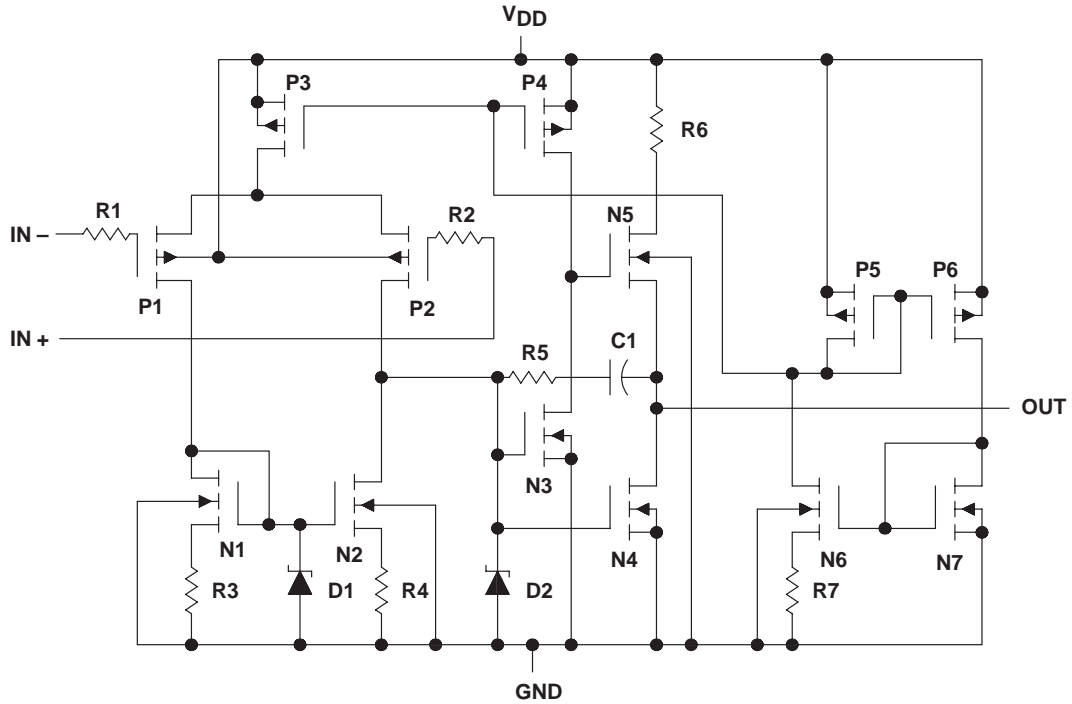 VDD
P3
P4
R6
R1
R2
N5
IN –
P5
P6
P1
P2
IN +
R5
C1
OUT
N3
N1
N2
N4
N6
N7
R3
D1
R4
D2
R7
GND